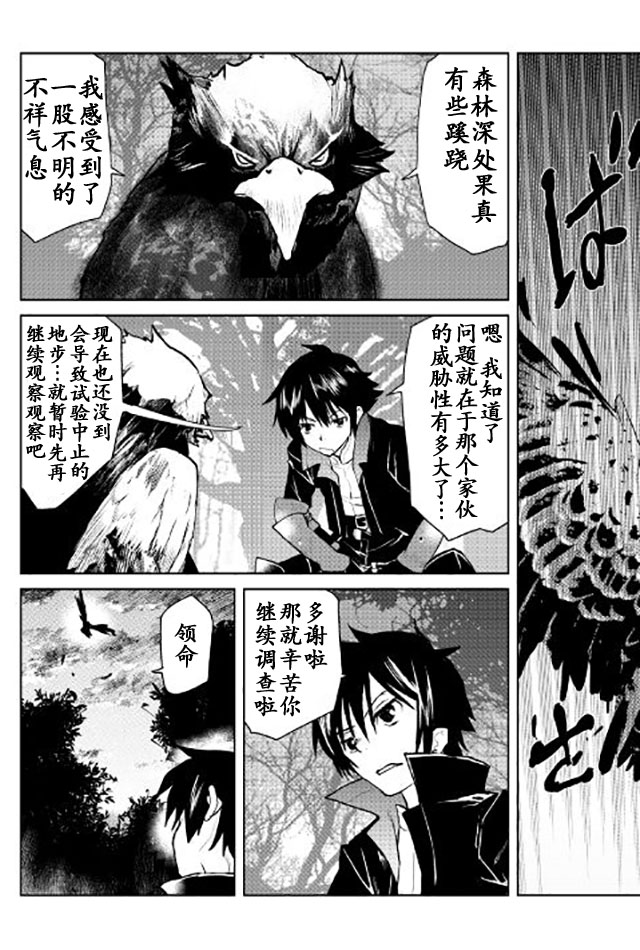 ばさ
森林深处果真
有些蹊跷
我感受到了
一股不明的
不祥气息
嗯 我知道了
问题就在于那个家伙
的威胁性有多大了…
现在也还没到
会导致试验中止的
地步…就暂时先再
继续观察观察吧
多谢啦
那就辛苦你
继续调查啦
领命